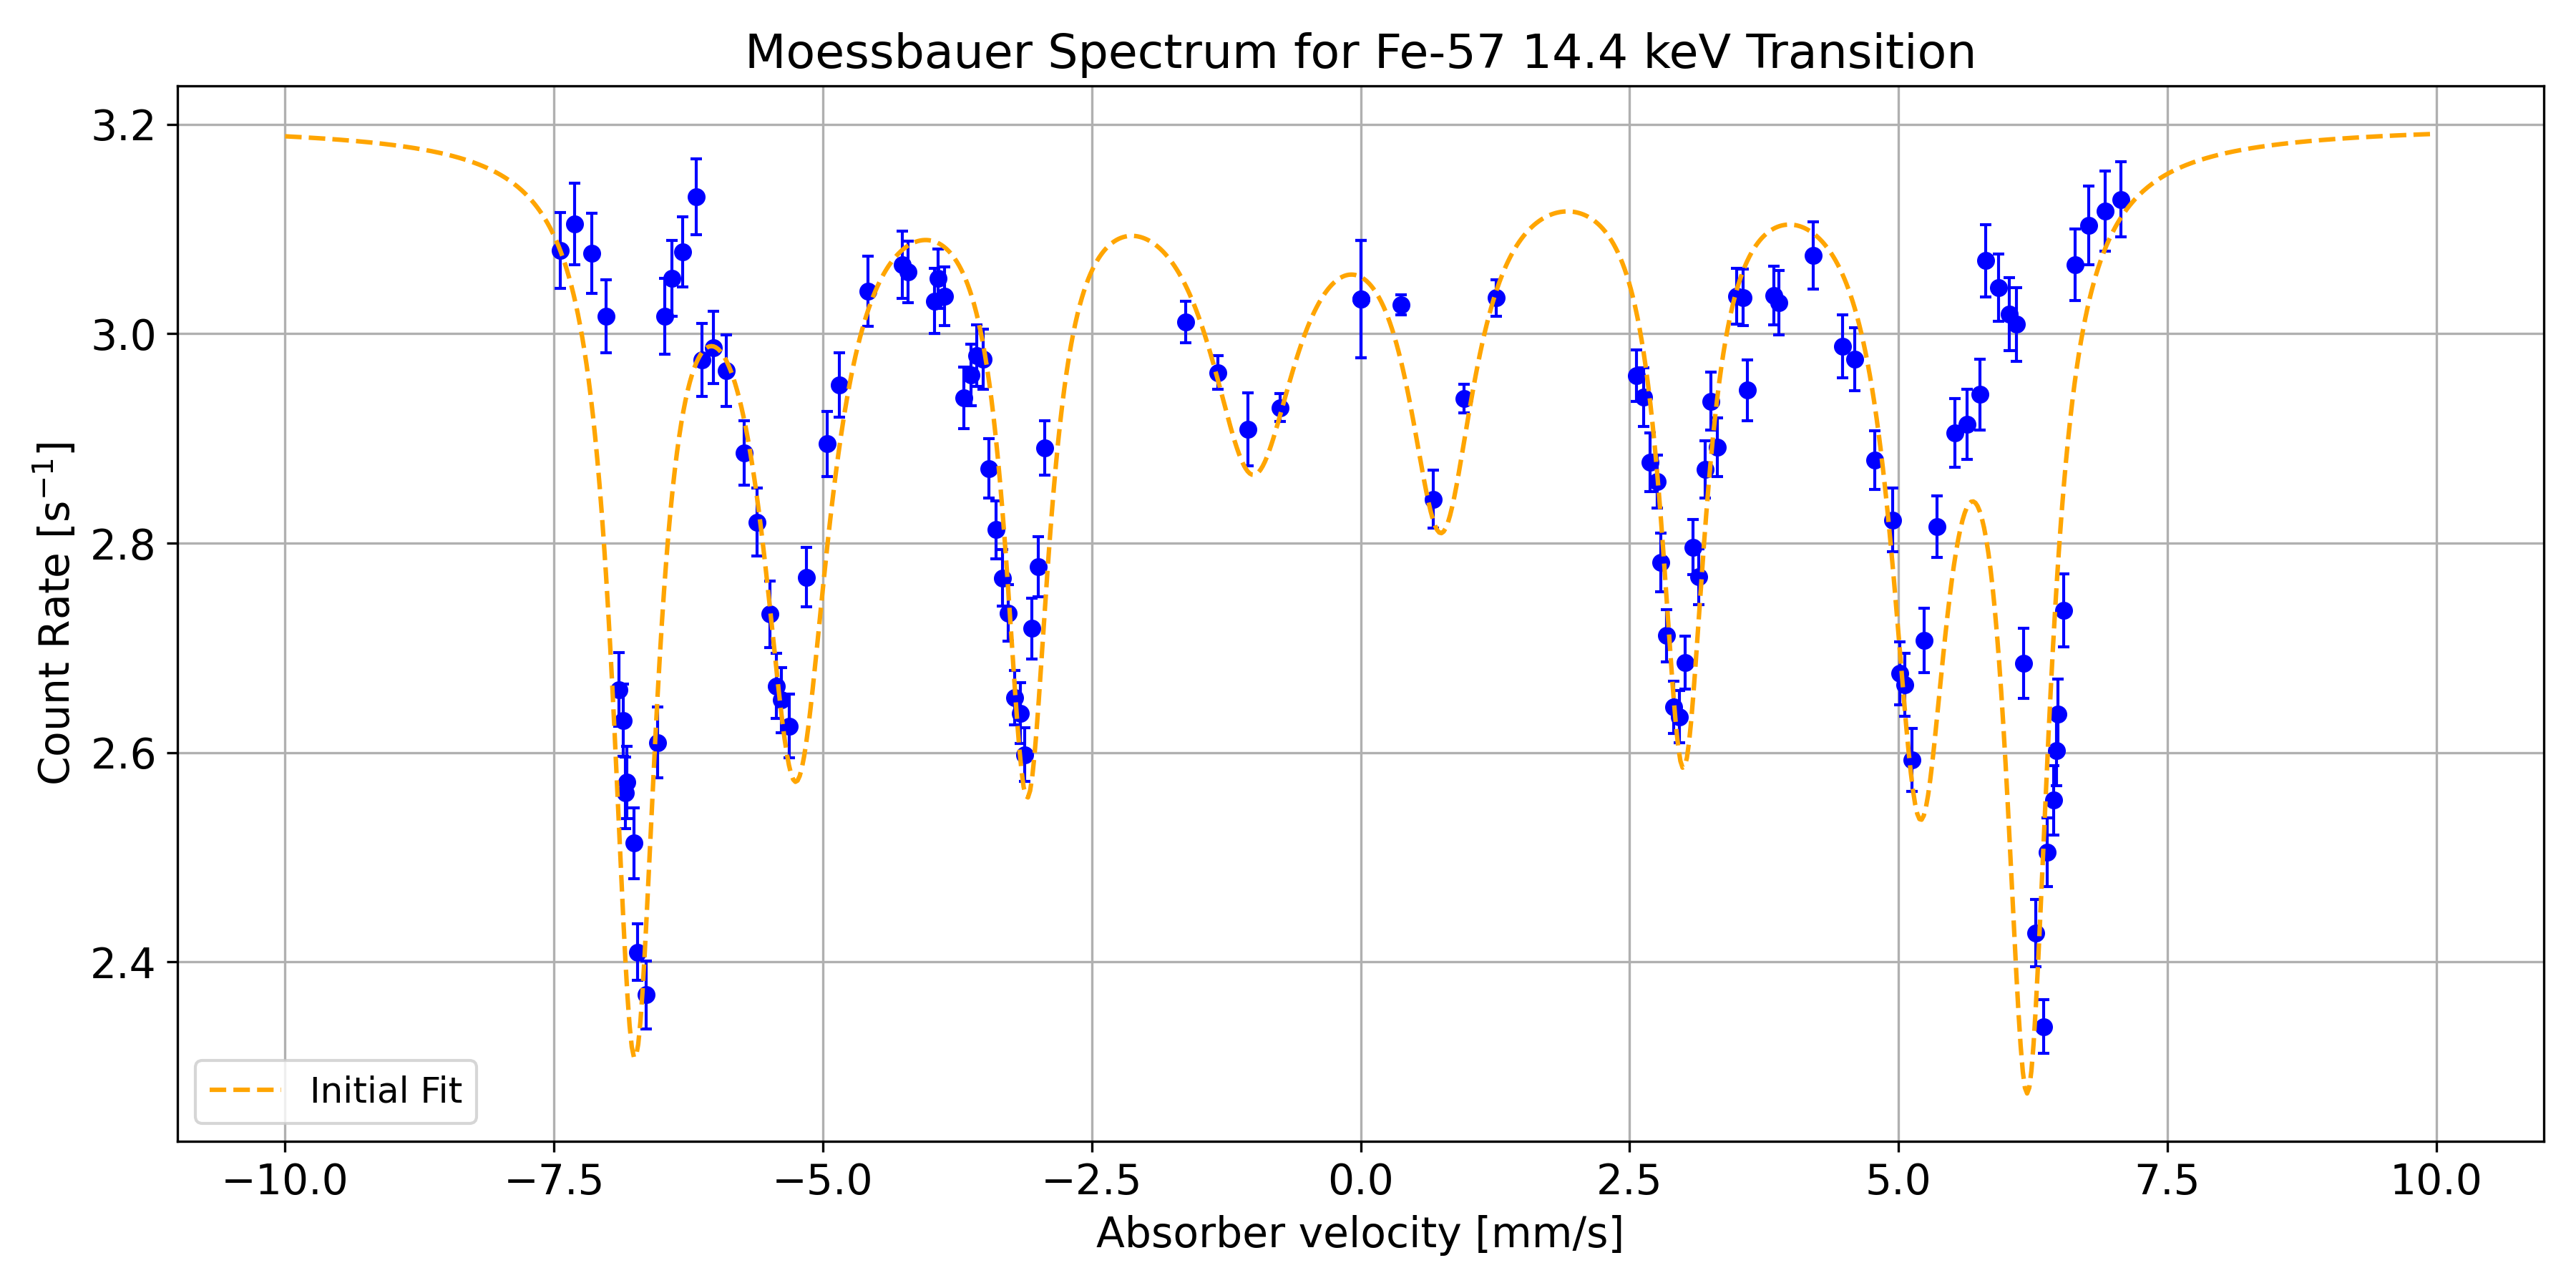 Moessbauer Spectrum for Fe-57 14.4 keV Transition
Count Rate [s⁻¹]
3.2
3.0
2.8
2.6
2.4
Initial Fit
−10.0 −7.5 −5.0 −2.5 0.0 2.5 5.0 7.5 10.0
Absorber velocity [mm/s]